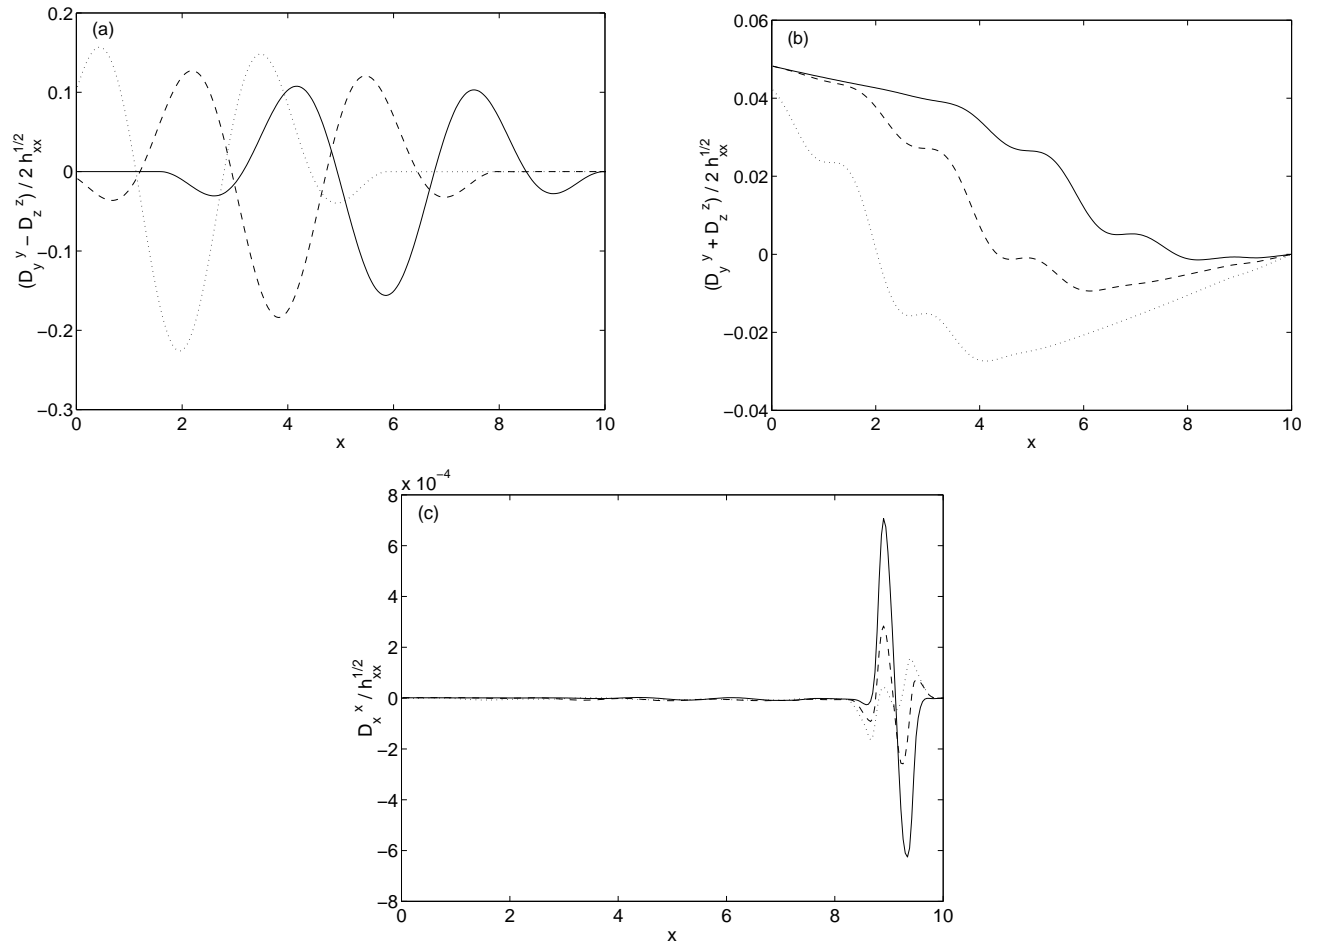 (a)
0.2
0.1
0
−0.1
−0.2
−0.3
0 2 4 6 8 10
x
(D_y^y − D_z^z) / 2 h_xx^1/2
(b)
0.06
0.04
0.02
0
−0.02
−0.04
0 2 4 6 8 10
x
(D_y^y + D_z^z) / 2 h_xx^1/2
x 10^−4
(c)
8
6
4
2
0
−2
−4
−6
−8
0 2 4 6 8 10
x
D_x^x / h_xx^1/2